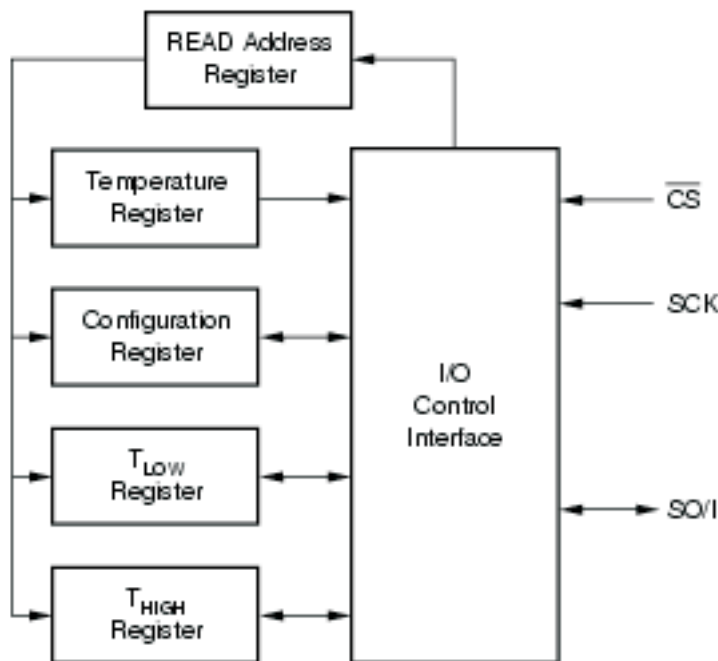 READ Address
Register
Temperature
Register
CS
Configuration
Register
SCK
I/O
Control
Interface
TLOW
Register
SO/I
THIGH
Register